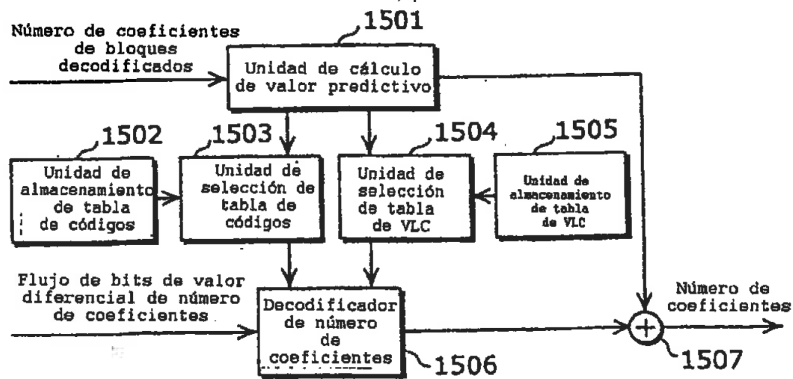 1501
Número de coeficientes
de bloques
decodificados
Unidad de cálculo
de valor predictivo
1502
1503
1504
1505
Unidad de
almacenamiento
de tabla
de códigos
Unidad de
selección de
tabla de
códigos
Unidad de
selección
de tabla
de VLC
Unidad de
almacenamiento
de tabla
de VLC
Flujo de bits de valor
diferencial de número
de coeficientes
Decodificador
de número
de
coeficientes
1506
Número de
coeficientes
+
1507